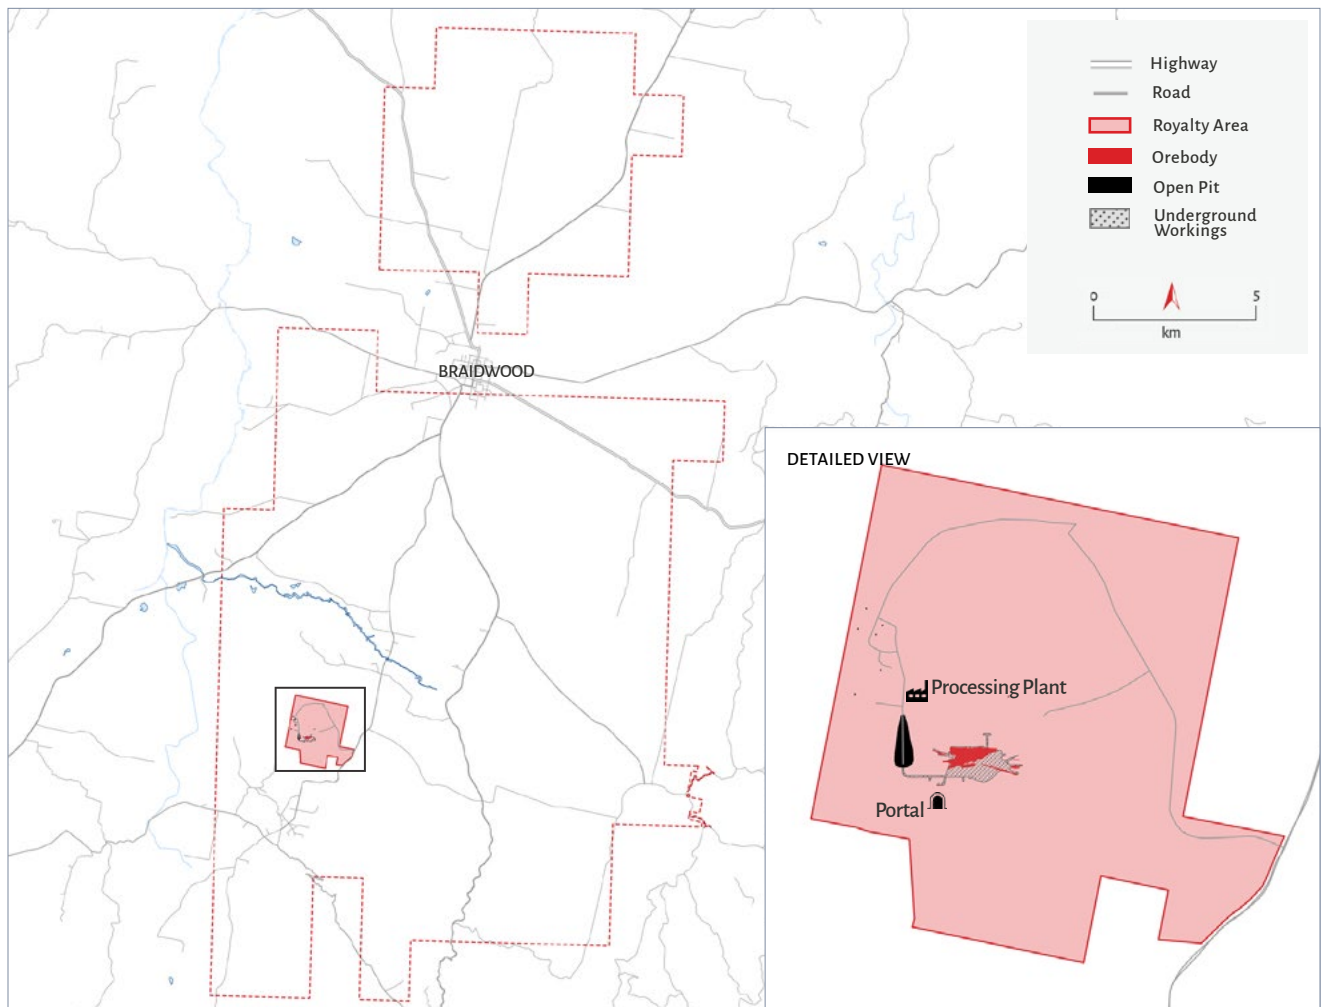 Highway
Road
Royalty Area
Orebody
Open Pit
Underground
Workings
0 5
km
BRAIDWOOD
DETAILED VIEW
Processing Plant
Portal